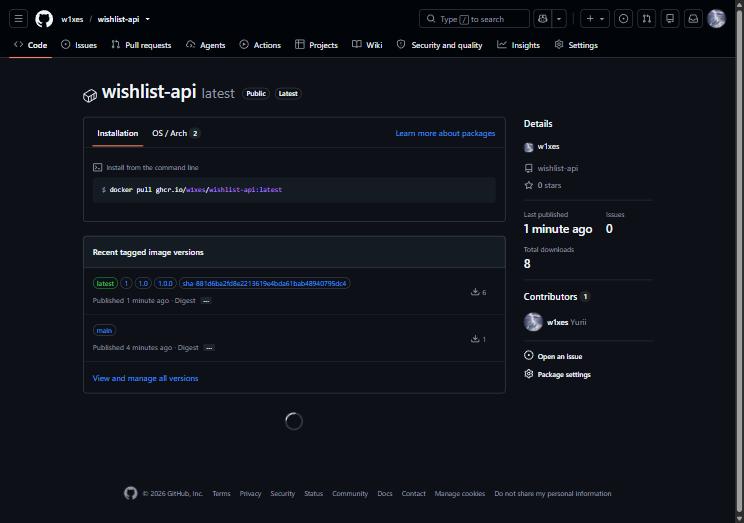 w1xes / wishlist-api
Type / to search
Code Issues Pull requests Agents Actions Projects Wiki Security and quality Insights Settings
wishlist-api latest Public Latest
Installation OS / Arch 2 Learn more about packages
Install from the command line
$ docker pull ghcr.io/w1xes/wishlist-api:latest
Recent tagged image versions
latest 1 1.0 1.0.0 sha-881d6ba2fd8e2213619e4bda61bab48940795dc4
Published 1 minute ago · Digest ...
6
main
Published 4 minutes ago · Digest ...
1
View and manage all versions
Details
w1xes
wishlist-api
0 stars
Last published Issues
1 minute ago 0
Total downloads
8
Contributors 1
w1xes Yurii
Open an issue
Package settings
© 2026 GitHub, Inc. Terms Privacy Security Status Community Docs Contact Manage cookies Do not share my personal information